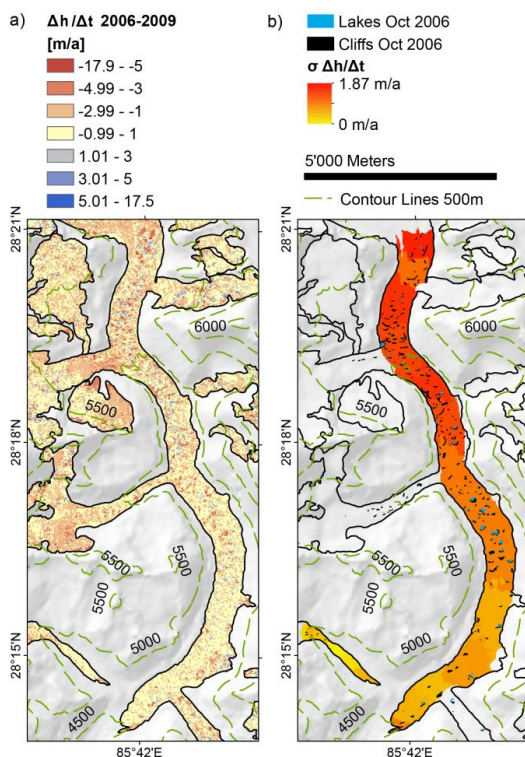 a)
Δh/Δt 2006-2009
[m/a]
-17.9 - -5
-4.99 - -3
-2.99 - -1
-0.99 - 1
1.01 - 3
3.01 - 5
5.01 - 17.5
28°21'N
28°18'N
28°15'N
5500
5500
5500
5500
5000
4500
85°42'E
b)
Lakes Oct 2006
Cliffs Oct 2006
σ Δh/Δt
1.87 m/a
0 m/a
5'000 Meters
Contour Lines 500m
28°21'N
28°18'N
28°15'N
6000
5500
5500
5500
5500
5000
4500
85°42'E